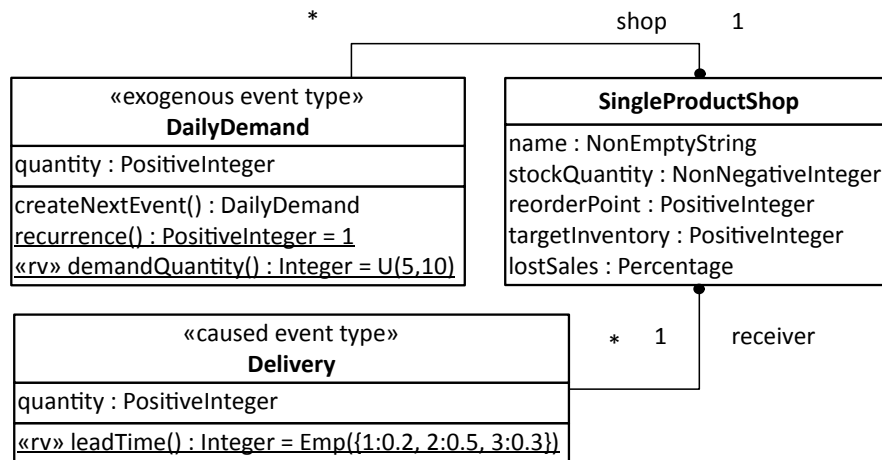 * shop 1
«exogenous event type»
DailyDemand
quantity : PositiveInteger
createNextEvent() : DailyDemand
recurrence() : PositiveInteger = 1
«rv» demandQuantity() : Integer = U(5,10)
SingleProductShop
name : NonEmptyString
stockQuantity : NonNegativeInteger
reorderPoint : PositiveInteger
targetInventory : PositiveInteger
lostSales : Percentage
«caused event type»
Delivery
quantity : PositiveInteger
«rv» leadTime() : Integer = Emp({1:0.2, 2:0.5, 3:0.3})
* 1 receiver